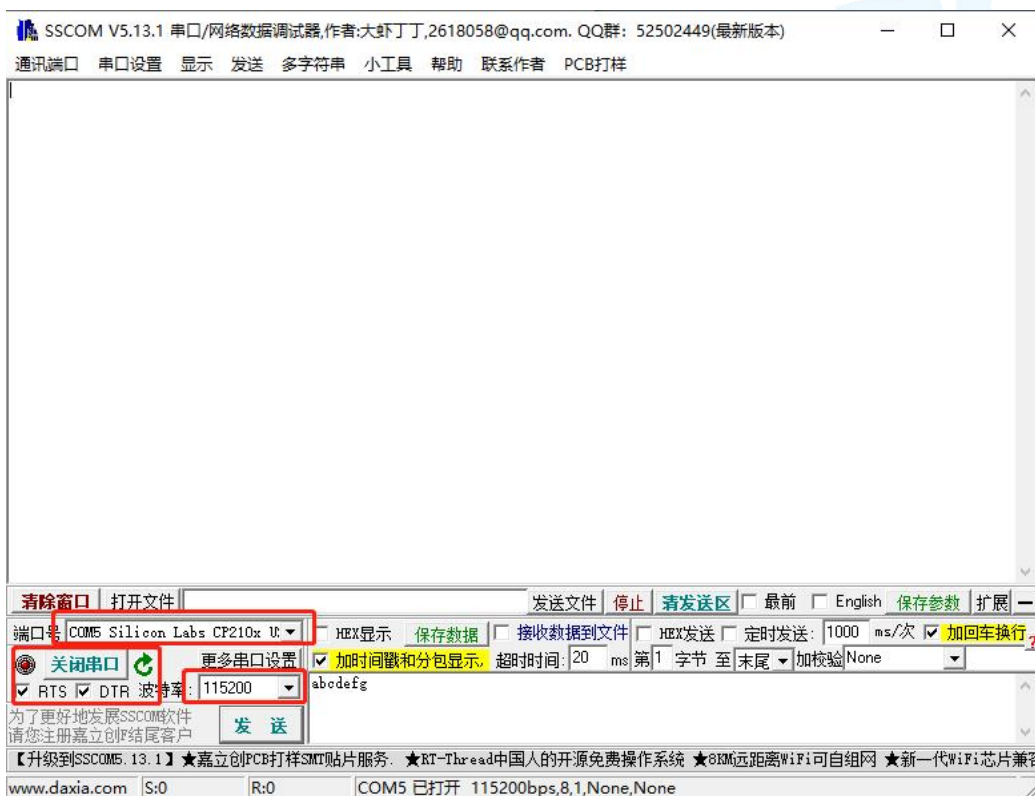 SSCOM V5.13.1 串口/网络数据调试器,作者:大虾丁丁,2618058@qq.com. QQ群: 52502449(最新版本)
通讯端口 串口设置 显示 发送 多字符串 小工具 帮助 联系作者 PCB打样
清除窗口 打开文件 发送文件 停止 清发送区 最前 English 保存参数 扩展 —
端口号 COM5 Silicon Labs CP210x HEX显示 保存数据 接收数据到文件 HEX发送 定时发送: 1000 ms/次 加回车换行
关闭串口 更多串口设置 加时间戳和分包显示, 超时时间: 20 ms 第1 字节 至 末尾 加校验 None ?
RTS DTR 波特率: 115200 abcdefg
为了更好地发展SSCOM软件
请您注册嘉立创F结尾客户
发 送
【升级到SSCOM5.13.1】★嘉立创PCB打样SMT贴片服务. ★RT-Thread中国人的开源免费操作系统 ★8KM远距离WiFi可自组网 ★新一代WiFi芯片兼
www.daxia.com S:0 R:0 COM5 已打开 115200bps,8,1,None,None